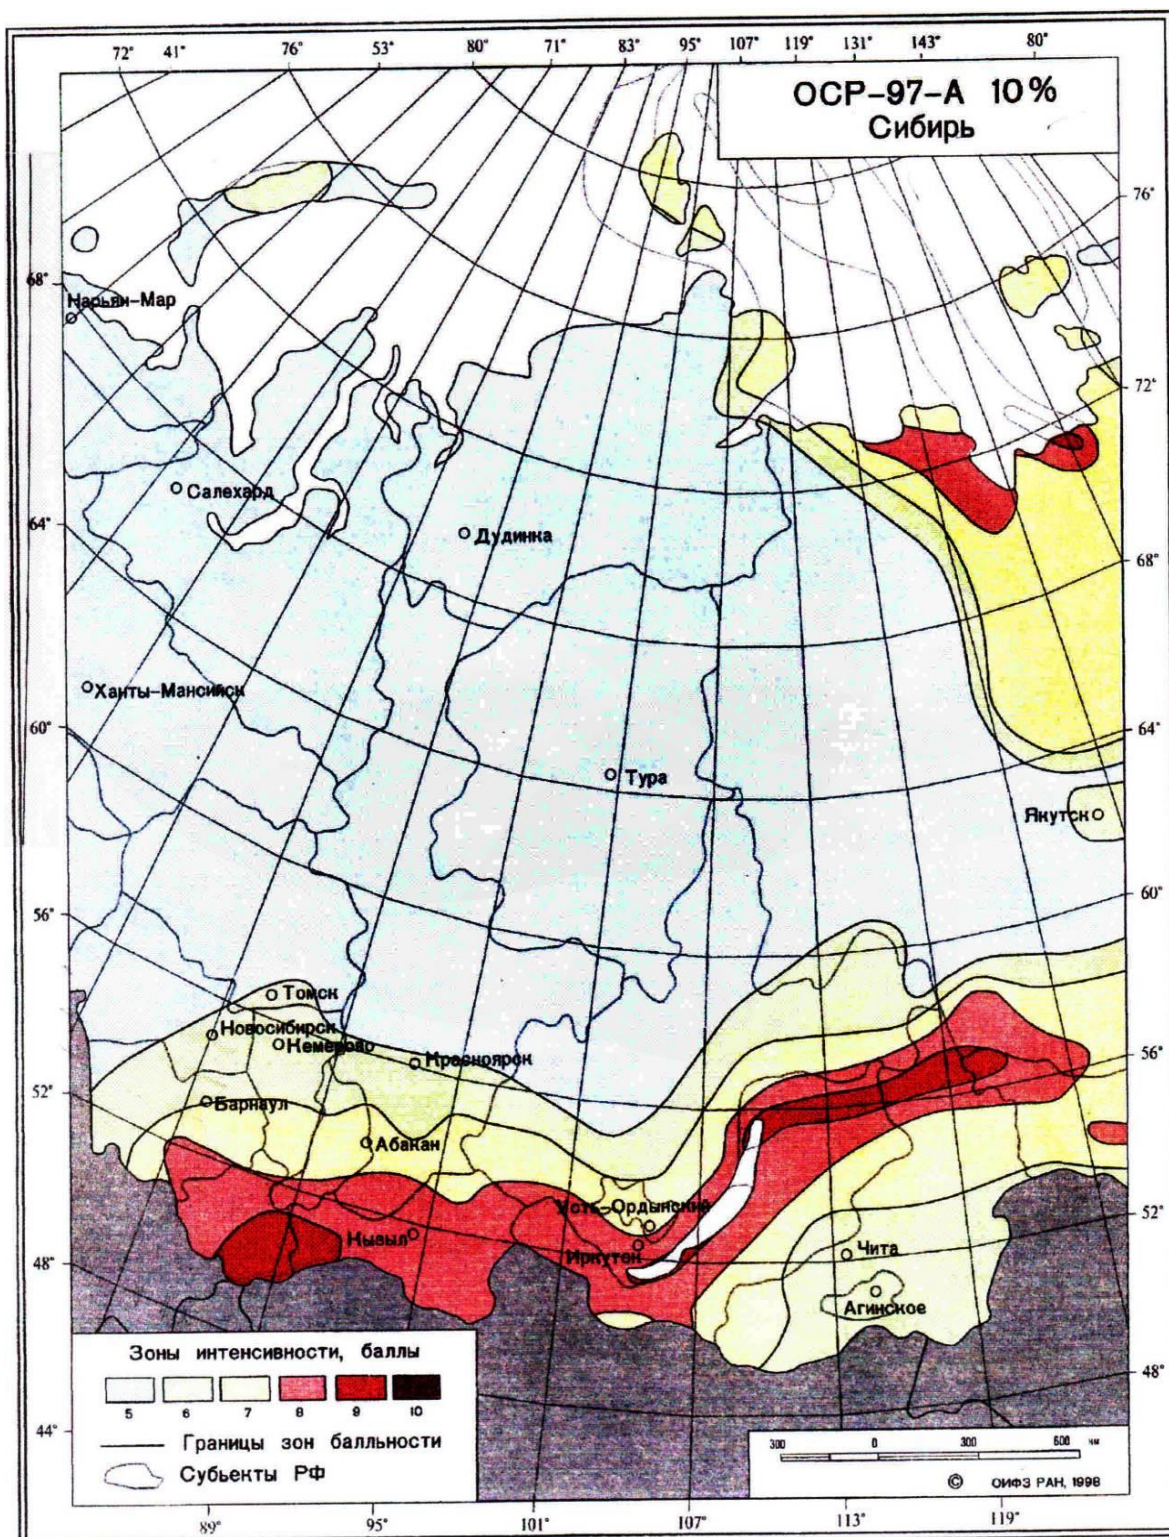 72° 41° 76° 53° 80° 71° 83° 95° 107° 119° 131° 143° 80°
ОСР-97-А 10%
Сибирь
76°
68°
Нарьян-Мар
72°
Салехард
64°
Дудинка
68°
Ханты-Мансийск
60°
64°
Тура
Якутск
60°
56°
Томск
Новосибирск
Кемерово
Красноярск
56°
52°
Барнаул
Абакан
Усть-Ордынский
52°
Кызыл
Иркутск
Чита
48°
Агинское
Зоны интенсивности, баллы
5 6 7 8 9 10
48°
44°
Границы зон балльности
Субьекты РФ
300 0 300 600 км
© ОИФЗ РАН, 1998
89° 95° 101° 107° 113° 119°